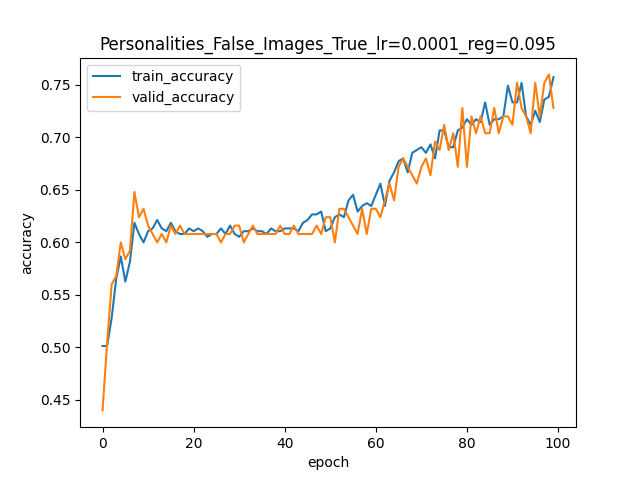 Personalities_False_Images_True_lr=0.0001_reg=0.095
train_accuracy
valid_accuracy
0.75
0.70
0.65
0.60
0.55
0.50
0.45
accuracy
0 20 40 60 80 100
epoch